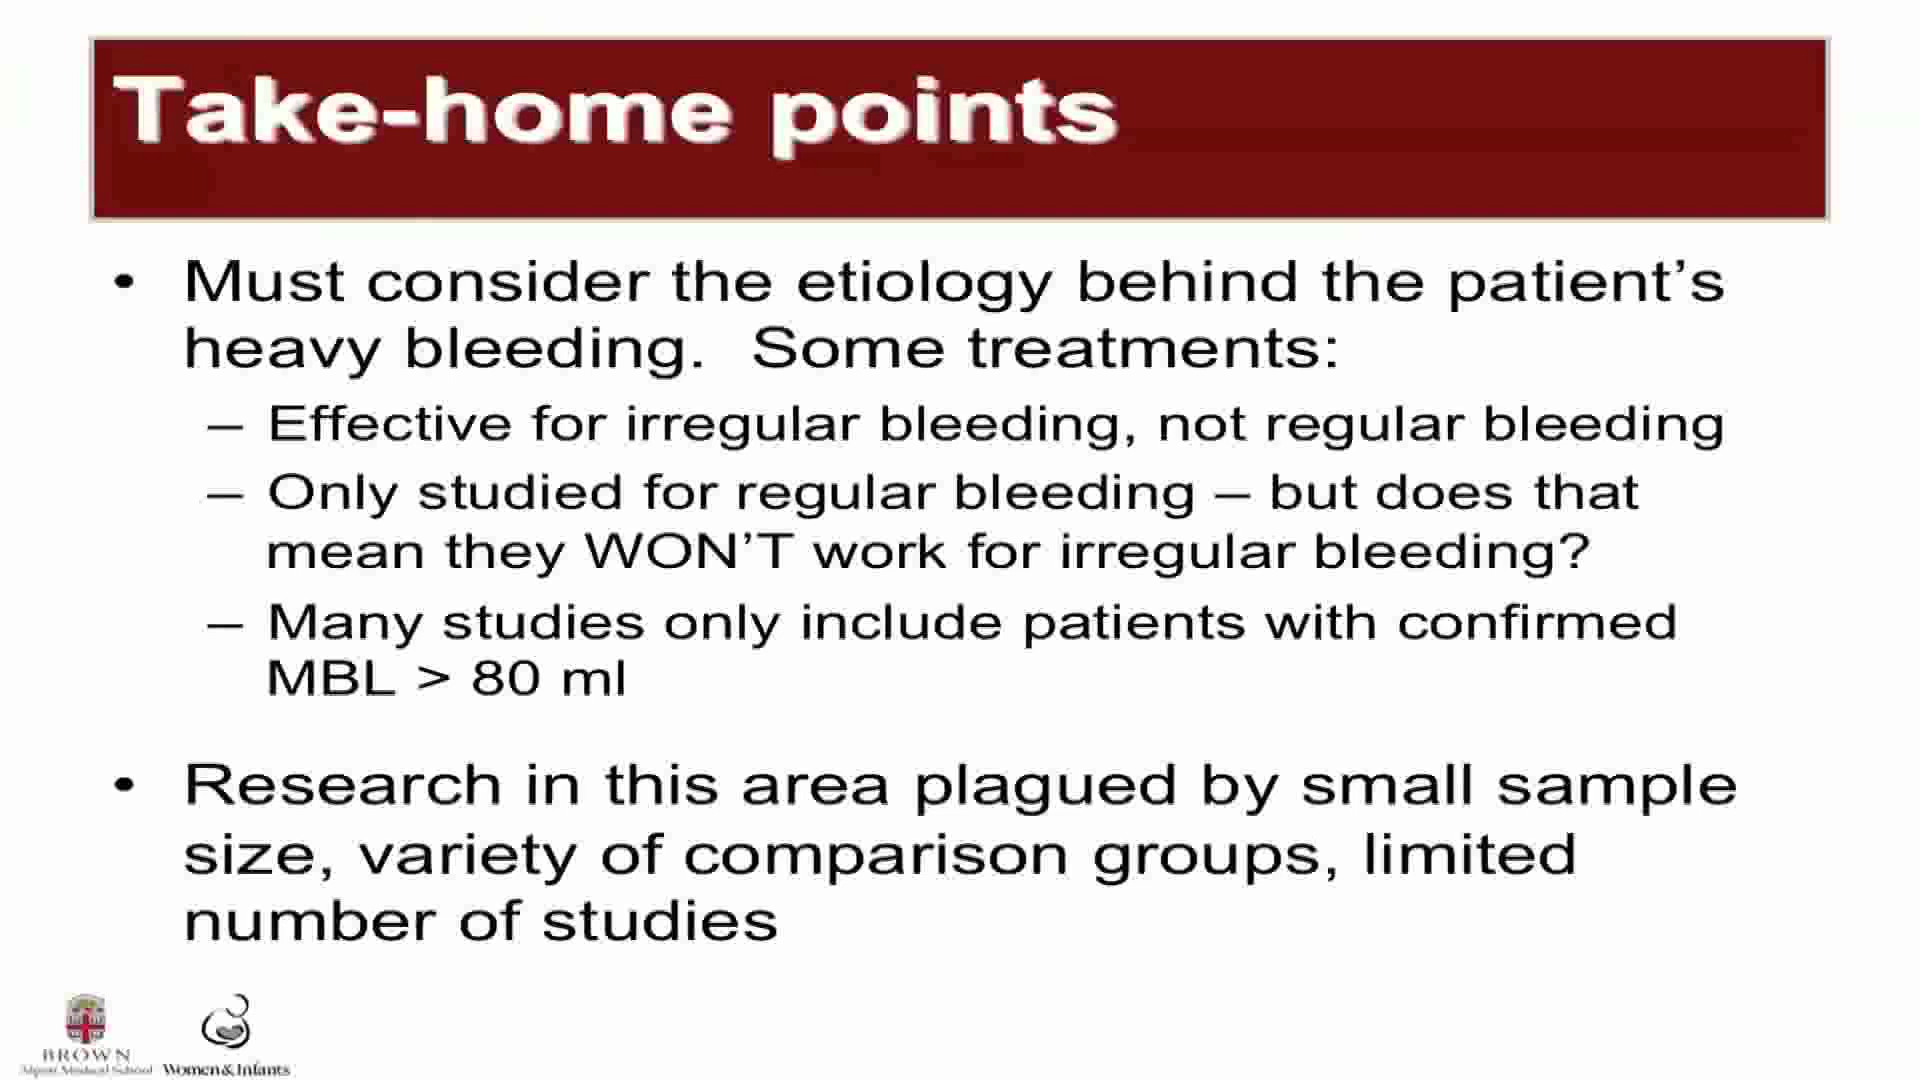 Take-home points
• Must consider the etiology behind the patient’s
heavy bleeding.  Some treatments:
– Effective for irregular bleeding, not regular bleeding
– Only studied for regular bleeding – but does that
mean they WON’T work for irregular bleeding?
– Many studies only include patients with confirmed
MBL > 80 ml
• Research in this area plagued by small sample
size, variety of comparison groups, limited
number of studies
BROWN
Alpert Medical School
Women & Infants